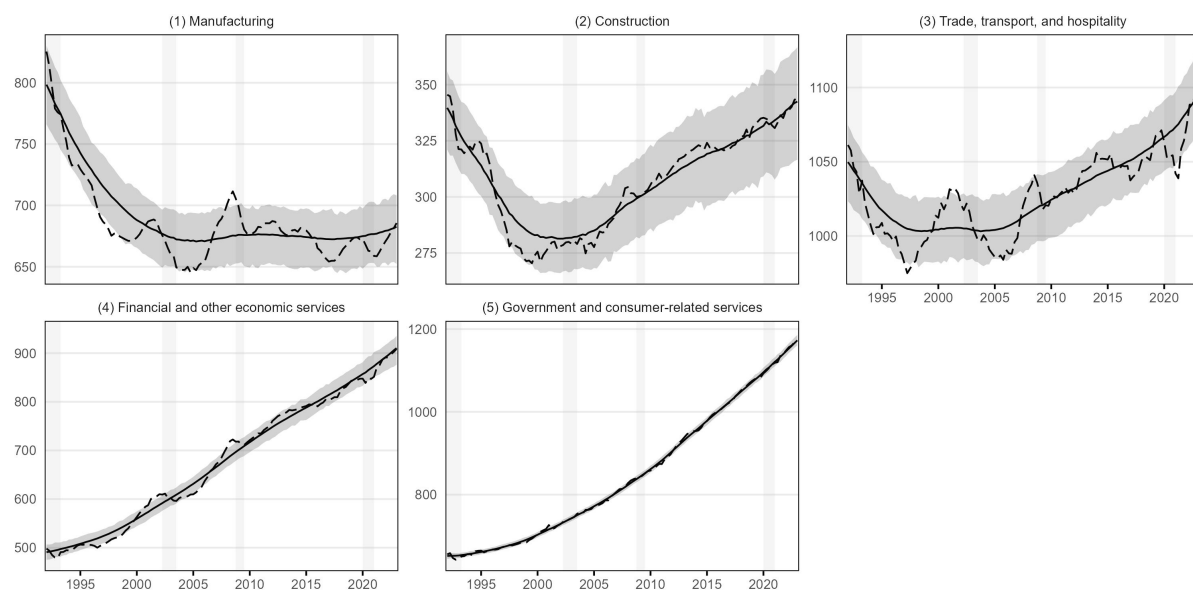 (1) Manufacturing
(2) Construction
(3) Trade, transport, and hospitality
800
750
700
650
350
325
300
275
1100
1050
1000
1995 2000 2005 2010 2015 2020
(4) Financial and other economic services
(5) Government and consumer-related services
900
800
700
600
500
1200
1000
800
1995 2000 2005 2010 2015 2020
1995 2000 2005 2010 2015 2020